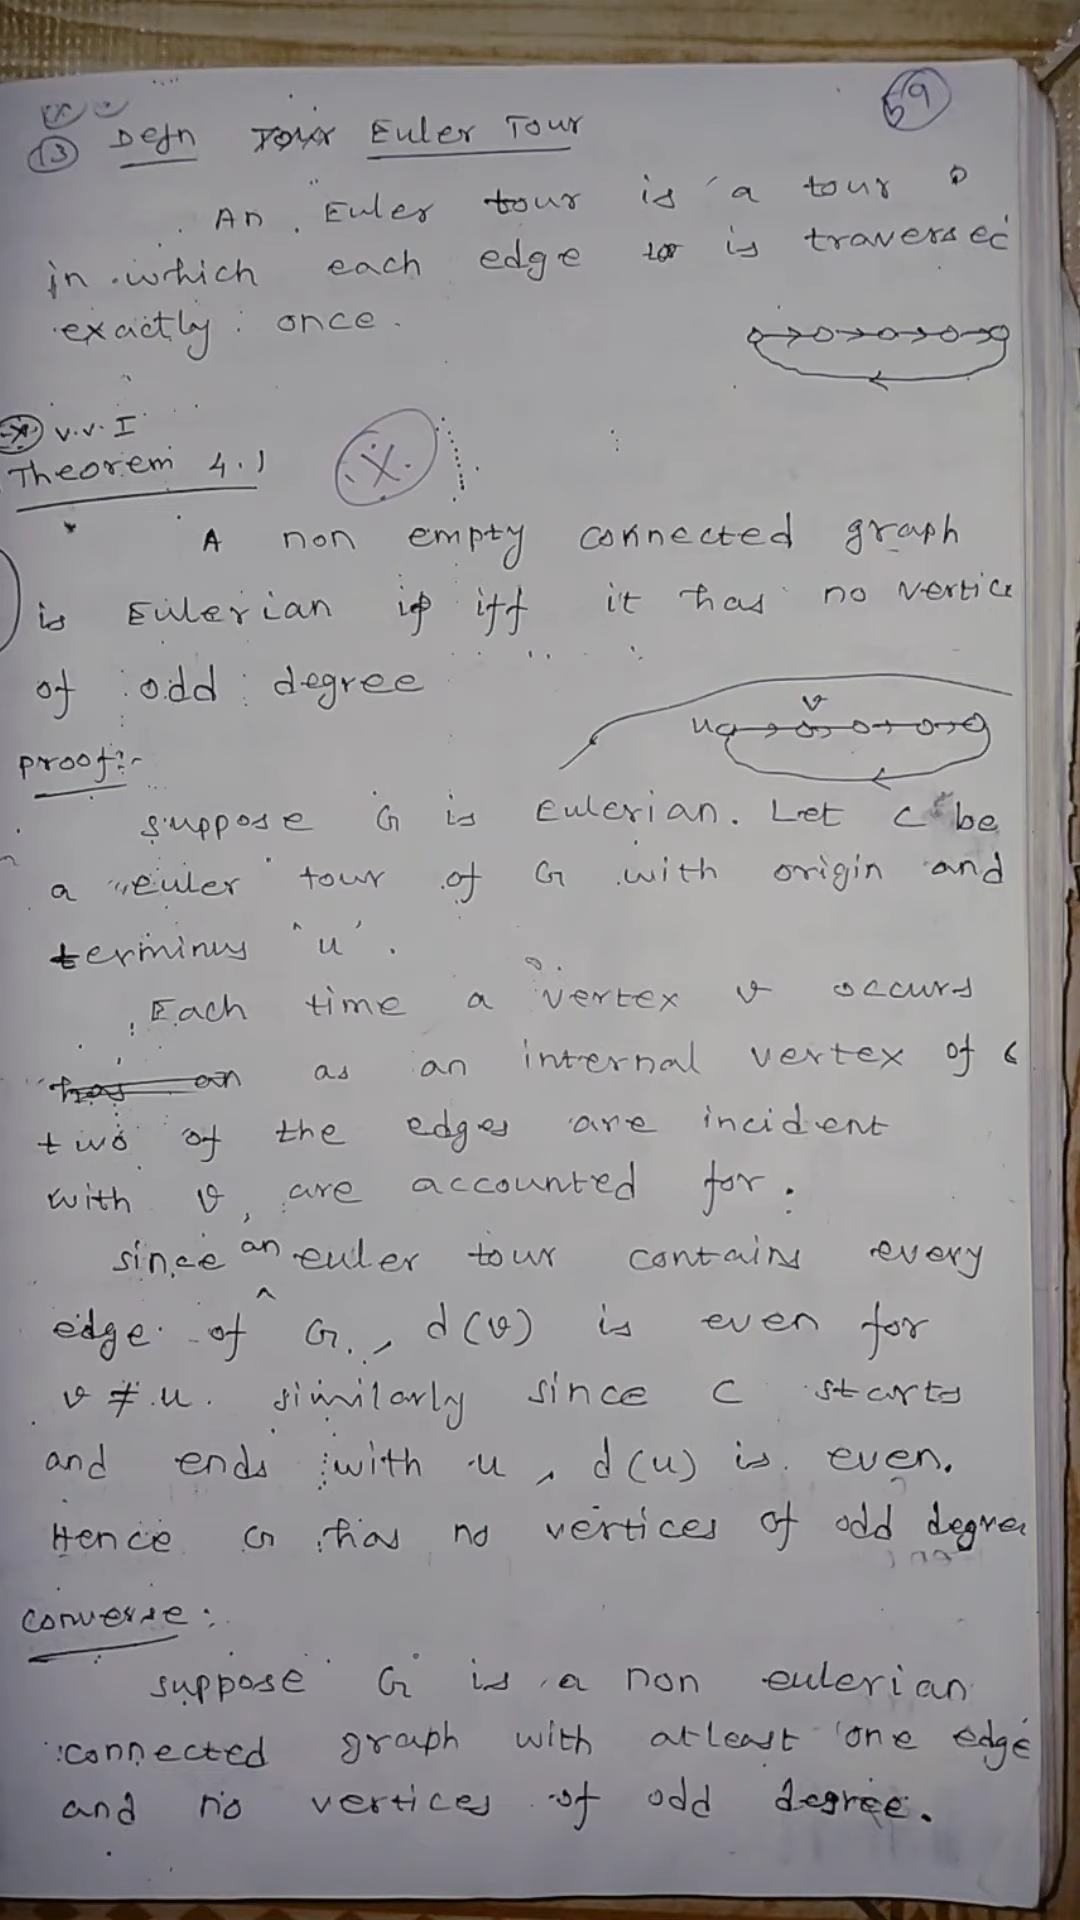 59
13 Defn Euler Tour
An Euler tour is a tour
in which each edge is traversed
exactly once.
V.V. I
Theorem 4.1
X
A non empty connected graph
is Eulerian iff it has no vertice
of odd degree
v
u
proof:-
suppose G is Eulerian. Let C be
a euler tour of G with origin and
terminus 'u'.
Each time a vertex v occurs
as an internal vertex of C
two of the edges are incident
with v, are accounted for.
since an euler tour contains every
edge of G, d(v) is even for
v ≠ u. similarly since C starts
and ends with u, d(u) is even.
Hence G has no vertices of odd degree
converse:
suppose G is a non eulerian
connected graph with atleast one edge
and no vertices of odd degree.